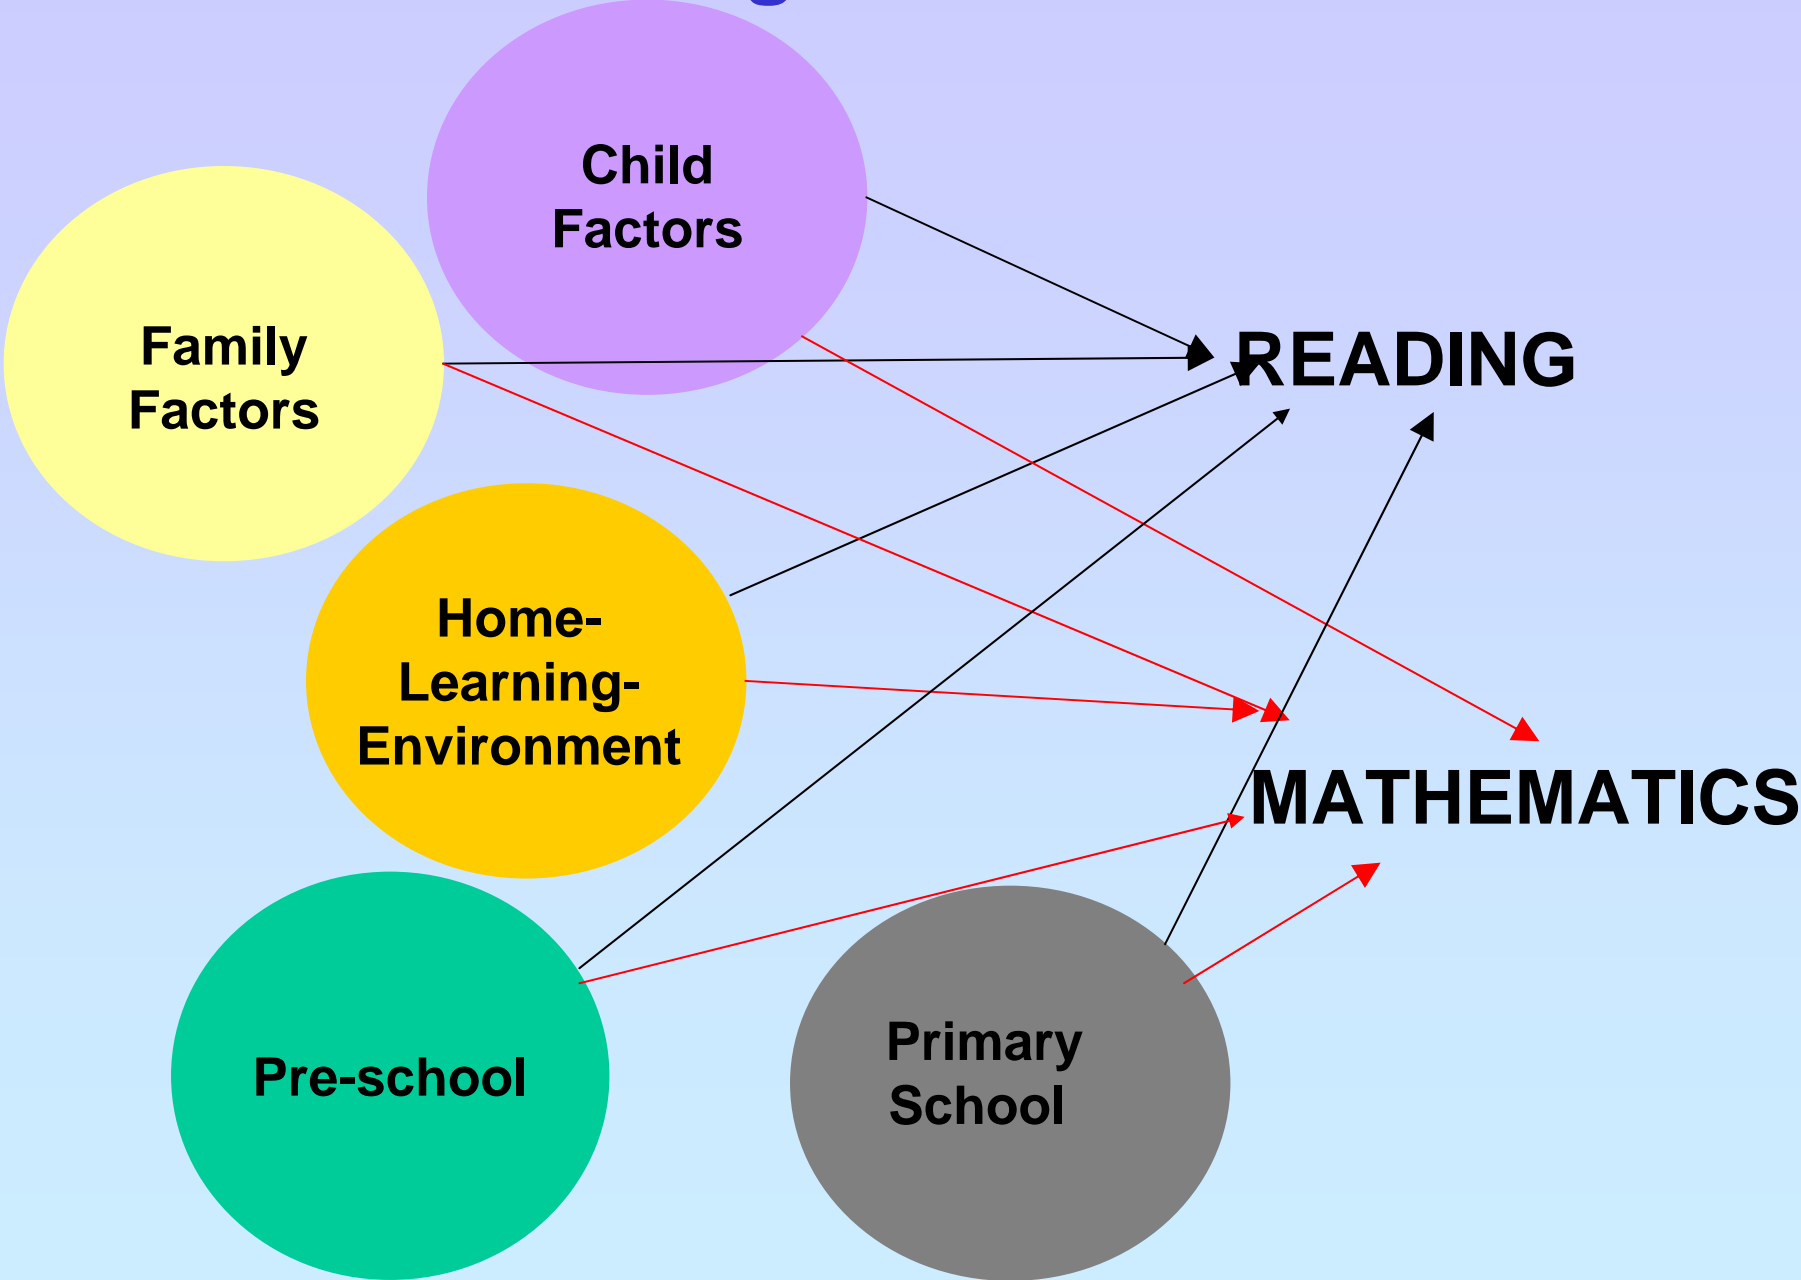 Child
Factors
Family
Factors
READING
Home-
Learning-
Environment
MATHEMATICS
Pre-school
Primary
School